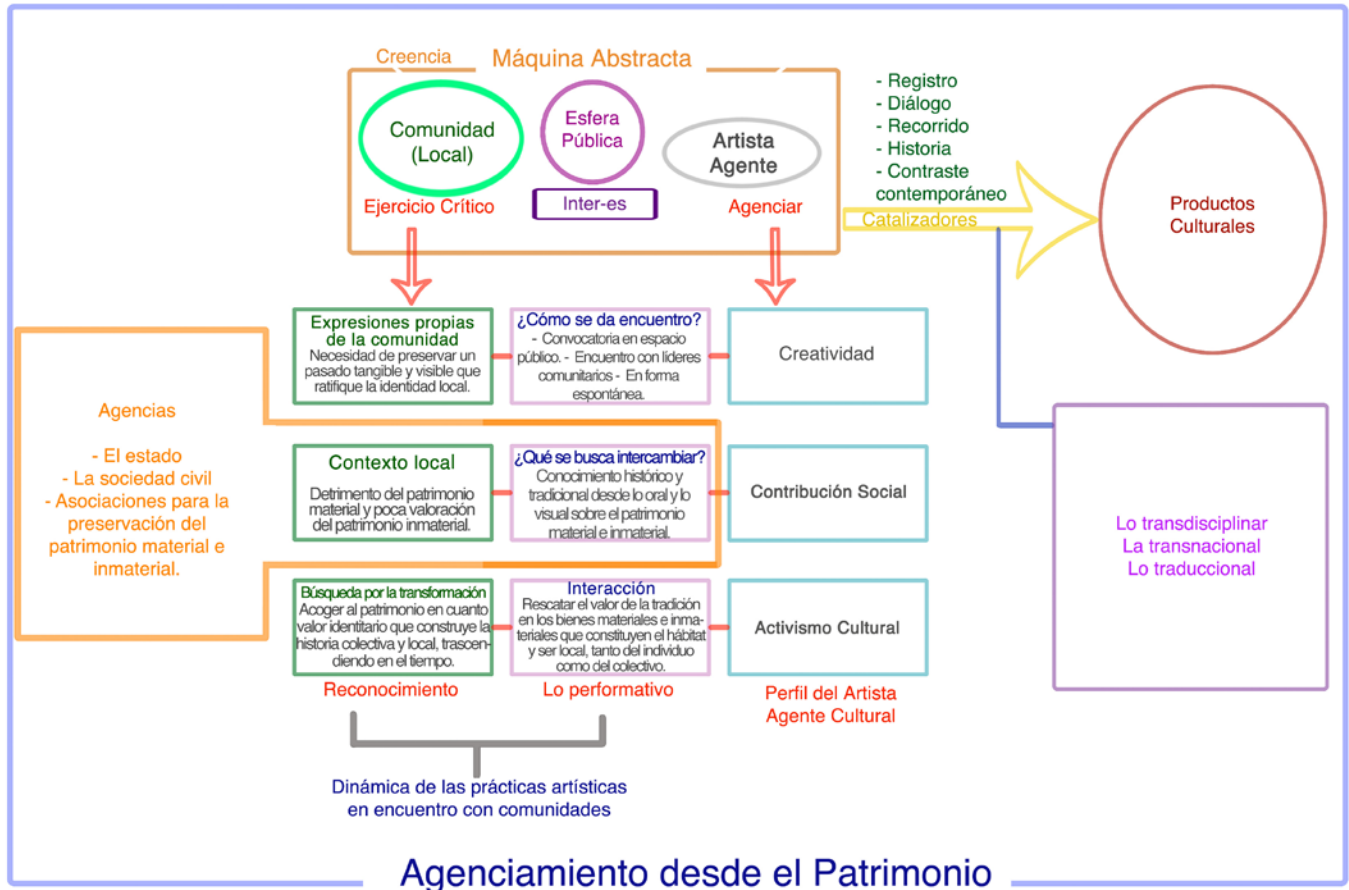 Creencia
Máquina Abstracta
Comunidad
(Local)
Esfera
Pública
Artista
Agente
Ejercicio Crítico
Inter-es
Agenciar
- Registro
- Diálogo
- Recorrido
- Historia
- Contraste
contemporáneo
Catalizadores
Productos
Culturales
Expresiones propias
de la comunidad
Necesidad de preservar un
pasado tangible y visible que
ratifique la identidad local.
¿Cómo se da encuentro?
- Convocatoria en espacio
público. - Encuentro con líderes
comunitarios - En forma
espontánea.
Creatividad
Agencias
- El estado
- La sociedad civil
- Asociaciones para la
preservación del
patrimonio material e
inmaterial.
Contexto local
Detrimento del patrimonio
material y poca valoración
del patrimonio inmaterial.
¿Qué se busca intercambiar?
Conocimiento histórico y
tradicional desde lo oral y lo
visual sobre el patrimonio
material e inmaterial.
Contribución Social
Lo transdisciplinar
La transnacional
Lo traduccional
Búsqueda por la transformación
Acoger al patrimonio en cuanto
valor identitario que construye la
historia colectiva y local, trascen-
diendo en el tiempo.
Interacción
Rescatar el valor de la tradición
en los bienes materiales e inma-
teriales que constituyen el hábitat
y ser local, tanto del individuo
como del colectivo.
Activismo Cultural
Reconocimiento
Lo performativo
Perfil del Artista
Agente Cultural
Dinámica de las prácticas artísticas
en encuentro con comunidades
Agenciamiento desde el Patrimonio